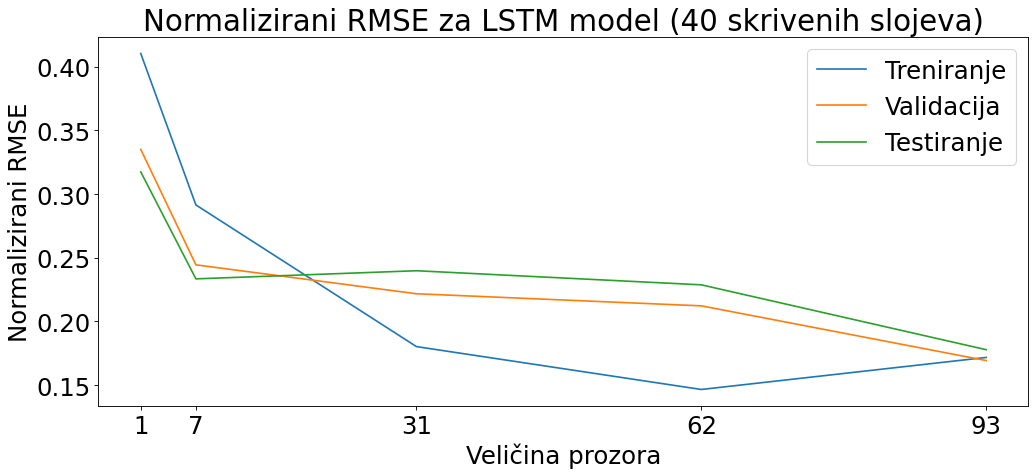 Normalizirani RMSE za LSTM model (40 skrivenih slojeva)
Treniranje
Validacija
Testiranje
Normalizirani RMSE
0.40
0.35
0.30
0.25
0.20
0.15
1 7 31 62 93
Veličina prozora